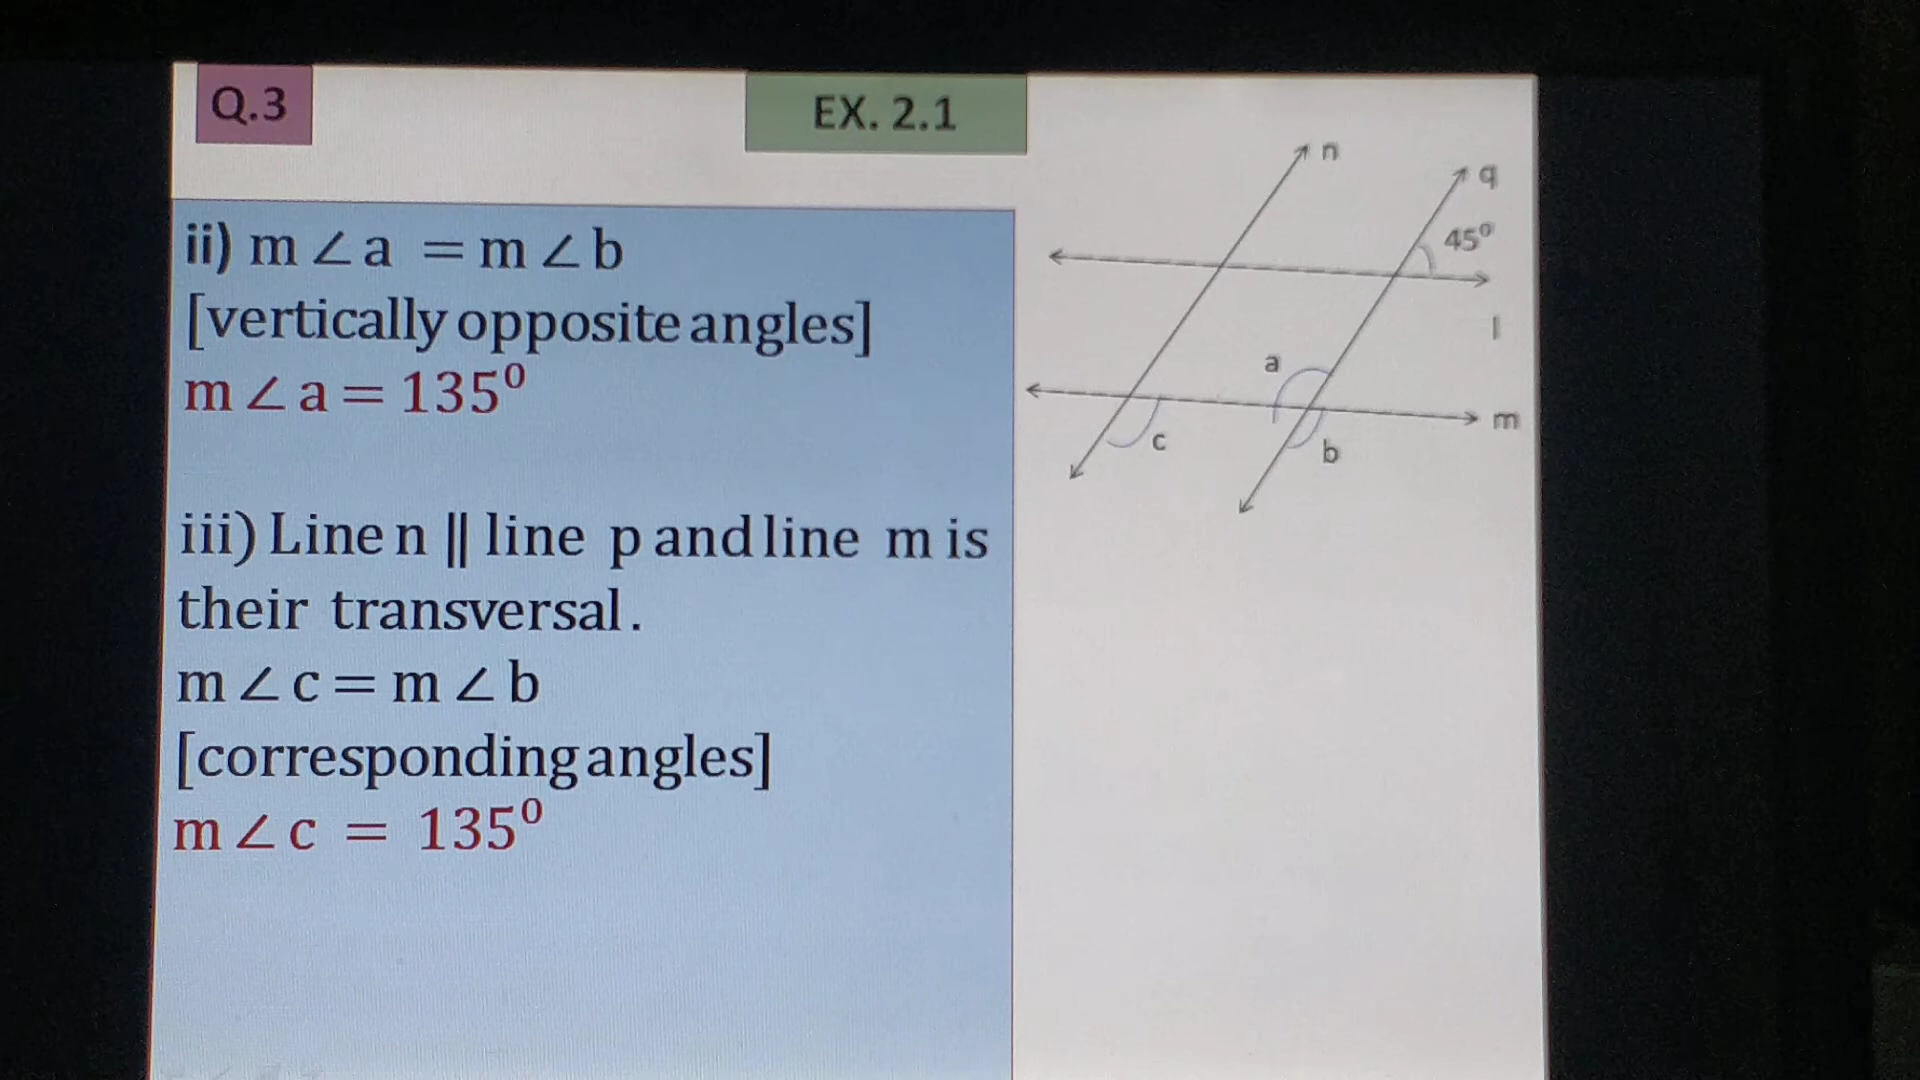 Q.3
EX. 2.1
ii) m∠a = m∠b
[vertically opposite angles]
m∠a = 135⁰
iii) Line n ∥ line p and line m is
their transversal.
m∠c = m∠b
[corresponding angles]
m∠c = 135⁰
n
q
45⁰
l
a
m
c
b